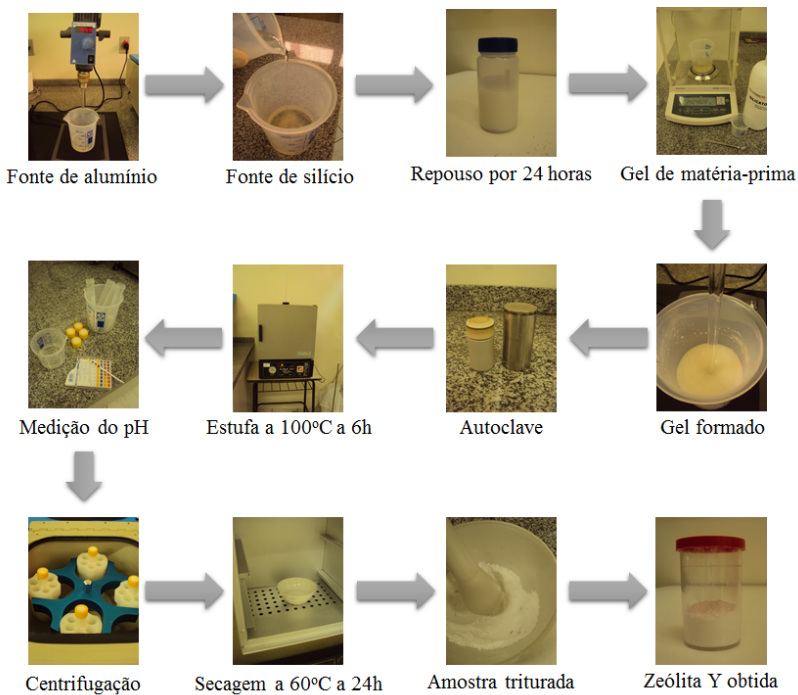 Fonte de alumínio
Fonte de silício
Repouso por 24 horas
Gel de matéria-prima
Medição do pH
Estufa a 100ºC a 6h
Autoclave
Gel formado
Centrifugação
Secagem a 60ºC a 24h
Amostra triturada
Zeólita Y obtida